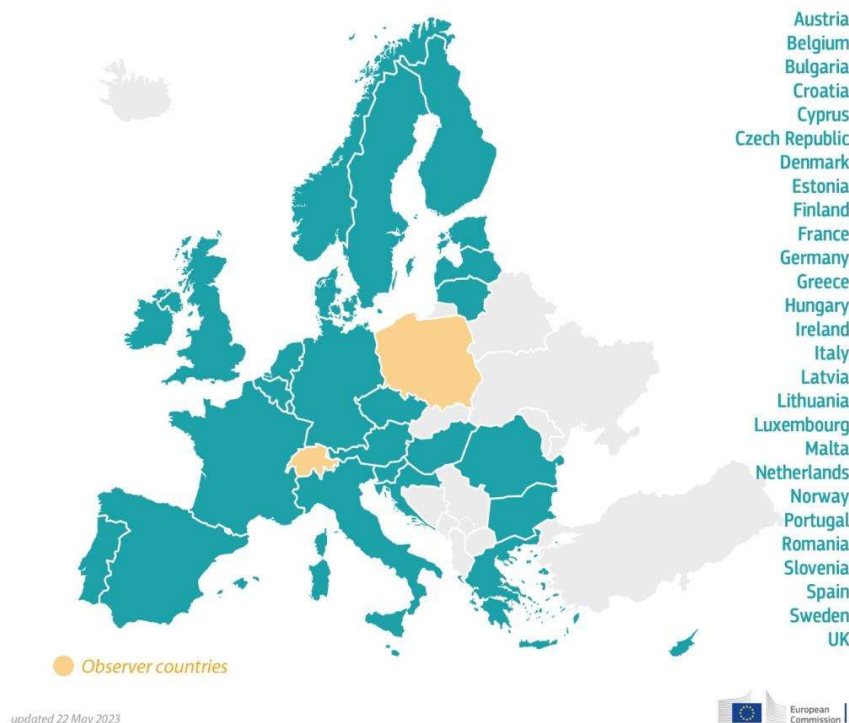 Austria
Belgium
Bulgaria
Croatia
Cyprus
Czech Republic
Denmark
Estonia
Finland
France
Germany
Greece
Hungary
Ireland
Italy
Latvia
Lithuania
Luxembourg
Malta
Netherlands
Norway
Portugal
Romania
Slovenia
Spain
Sweden
UK
Observer countries
updated 22 May 2023
European
Commission